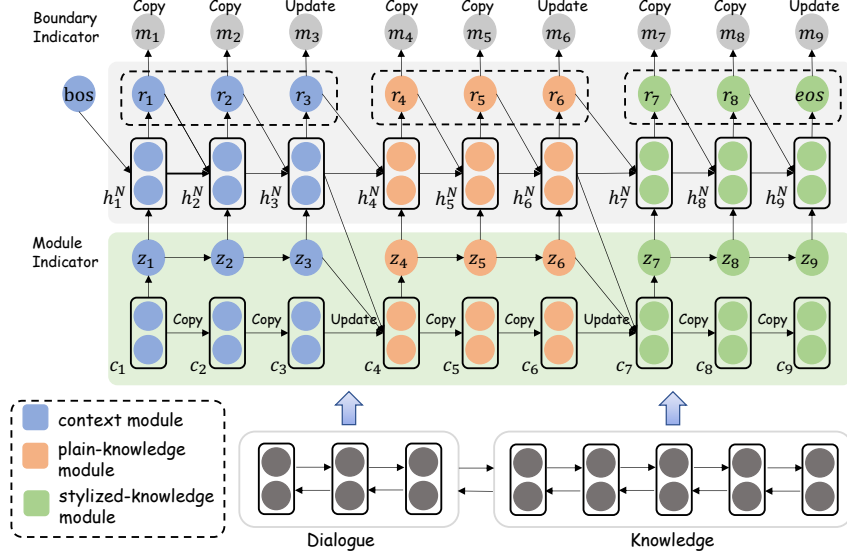 Copy Copy Update Copy Copy Update Copy Copy Update
Boundary
Indicator
m₁ m₂ m₃ m₄ m₅ m₆ m₇ m₈ m₉
bos r₁ r₂ r₃ r₄ r₅ r₆ r₇ r₈ eos
h₁ᴺ h₂ᴺ h₃ᴺ h₄ᴺ h₅ᴺ h₆ᴺ h₇ᴺ h₈ᴺ h₉ᴺ
Module
Indicator
z₁ z₂ z₃ z₄ z₅ z₆ z₇ z₈ z₉
Copy Copy Update Copy Copy Update Copy Copy
c₁ c₂ c₃ c₄ c₅ c₆ c₇ c₈ c₉
context module
plain-knowledge
module
stylized-knowledge
module
Dialogue Knowledge